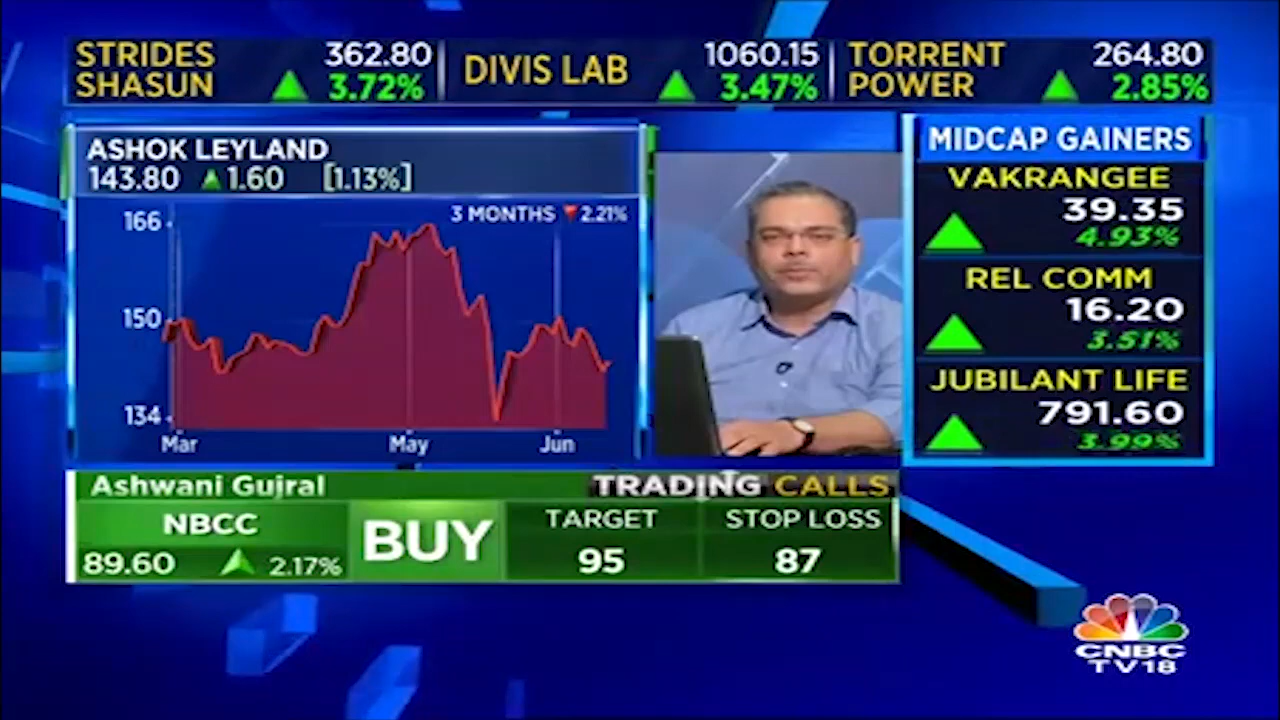 STRIDES SHASUN 362.80 3.72%
DIVIS LAB 1060.15 3.47%
TORRENT POWER 264.80 2.85%
ASHOK LEYLAND
143.80 1.60 [1.13%]
3 MONTHS 2.21%
166
150
134
Mar May Jun
MIDCAP GAINERS
VAKRANGEE
39.35
4.93%
REL COMM
16.20
3.51%
JUBILANT LIFE
791.60
3.99%
Ashwani Gujral
TRADING CALLS
NBCC
89.60 2.17%
BUY
TARGET
95
STOP LOSS
87
CNBC
TV18